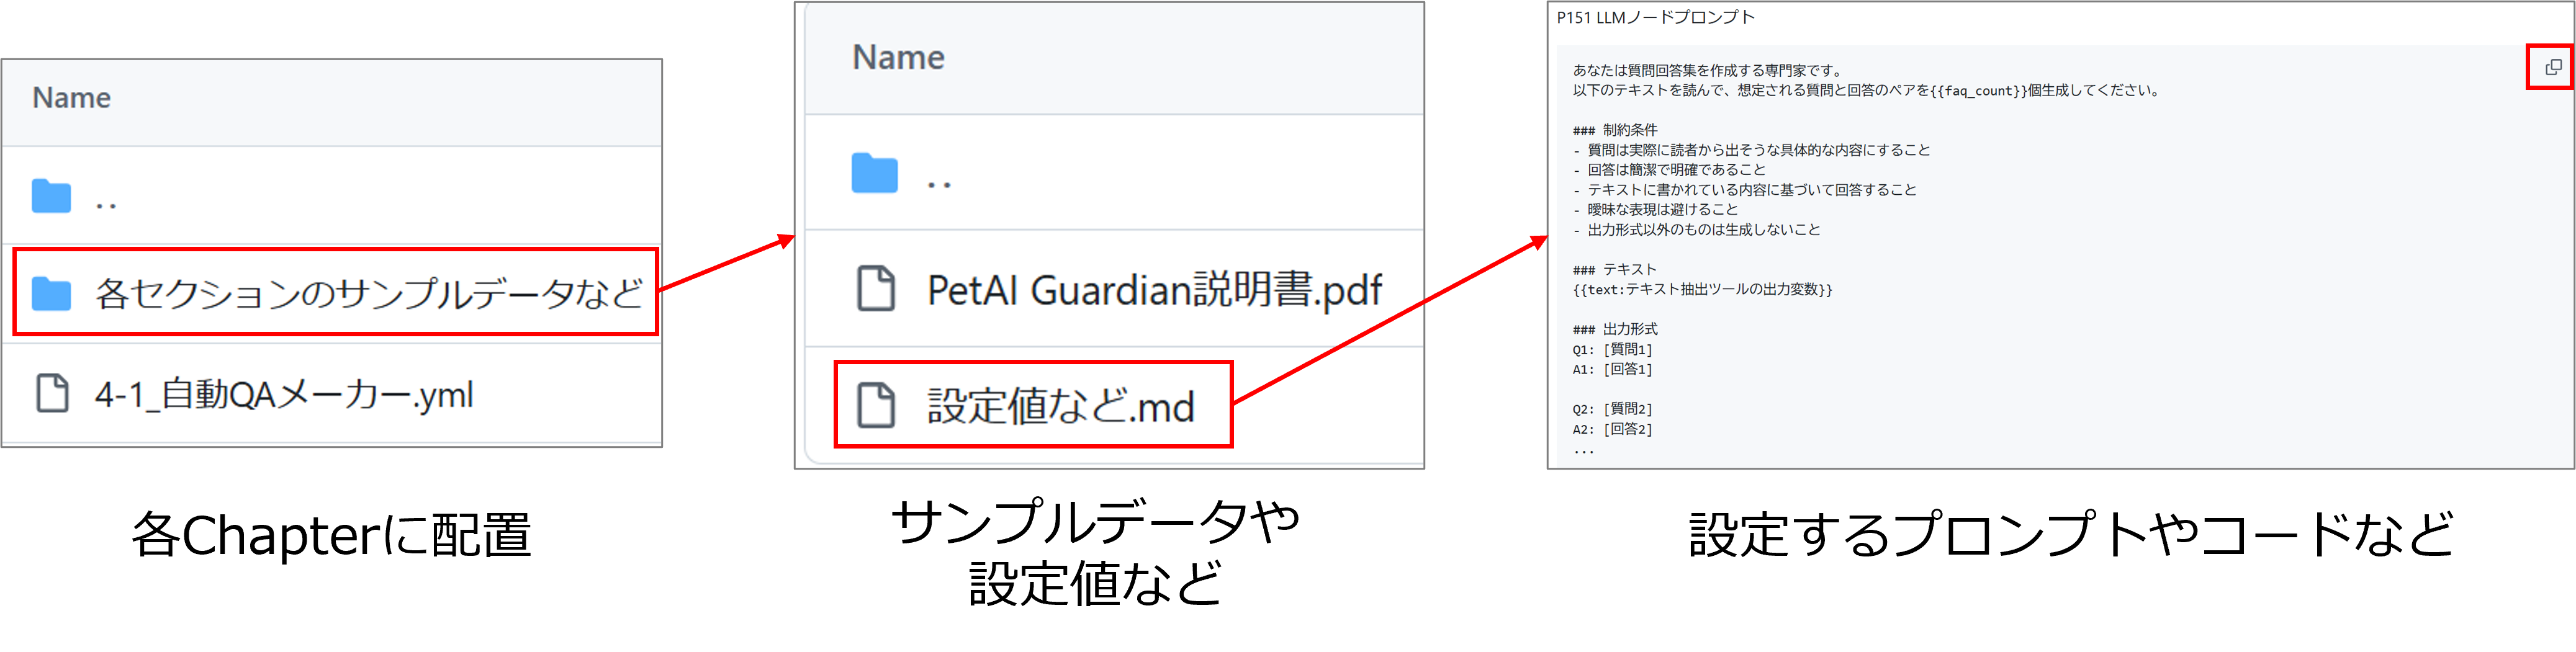 Name
..
各セクションのサンプルデータなど
4-1_自動QAメーカー.yml
各Chapterに配置
Name
..
PetAI Guardian説明書.pdf
設定値など.md
サンプルデータや
設定値など
P151 LLMノードプロンプト
あなたは質問回答集を作成する専門家です。
以下のテキストを読んで、想定される質問と回答のペアを{{faq_count}}個生成してください。
### 制約条件
- 質問は実際に読者から出そうな具体的な内容にすること
- 回答は簡潔で明確であること
- テキストに書かれている内容に基づいて回答すること
- 曖昧な表現は避けること
- 出力形式以外のものは生成しないこと
### テキスト
{{text:テキスト抽出ツールの出力変数}}
### 出力形式
Q1: [質問1]
A1: [回答1]
Q2: [質問2]
A2: [回答2]
...
設定するプロンプトやコードなど